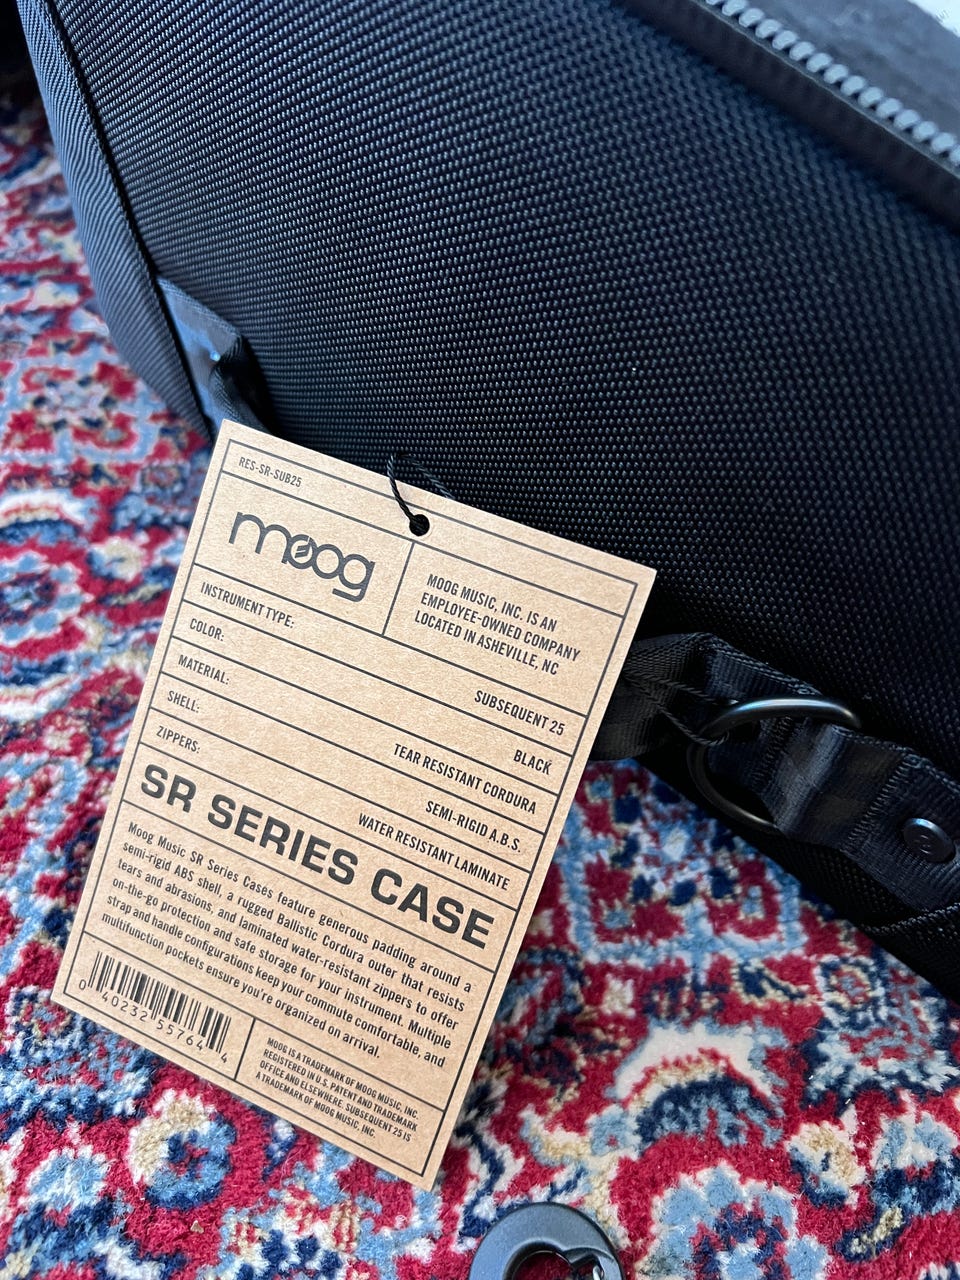 RES-SR-SUB25
moog
MOOG MUSIC, INC. IS AN
EMPLOYEE-OWNED COMPANY
LOCATED IN ASHEVILLE, NC
INSTRUMENT TYPE: SUBSEQUENT 25
COLOR: BLACK
MATERIAL: TEAR RESISTANT CORDURA
SHELL: SEMI-RIGID A.B.S.
ZIPPERS: WATER RESISTANT LAMINATE
SR SERIES CASE
Moog Music SR Series Cases feature generous padding around a
semi-rigid ABS shell, a rugged Ballistic Cordura outer that resists
tears and abrasions, and laminated water-resistant zippers to offer
on-the-go protection and safe storage for your instrument. Multiple
strap and handle configurations keep your commute comfortable, and
multifunction pockets ensure you're organized on arrival.
0 40232 55764 4
MOOG IS A TRADEMARK OF MOOG MUSIC, INC.
REGISTERED IN U.S. PATENT AND TRADEMARK
OFFICE AND ELSEWHERE. SUBSEQUENT 25 IS
A TRADEMARK OF MOOG MUSIC, INC.